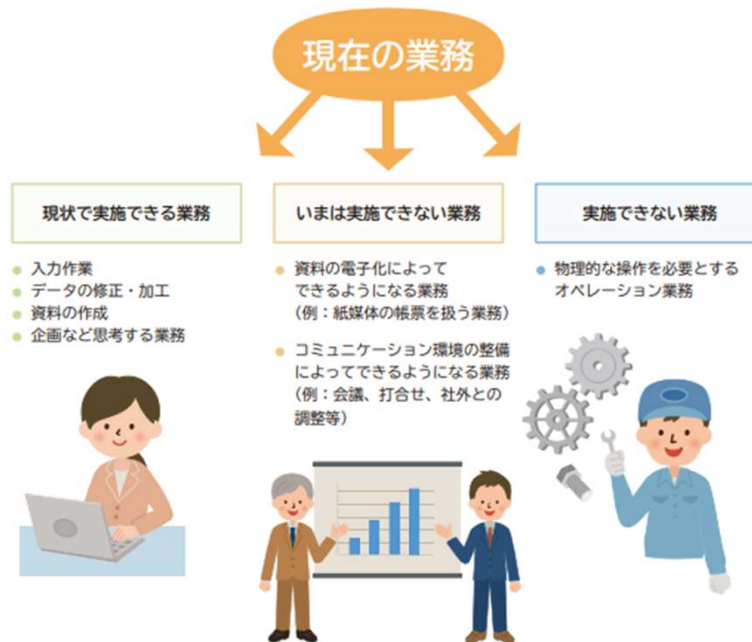 現在の業務
現状で実施できる業務
● 入力作業
● データの修正・加工
● 資料の作成
● 企画など思考する業務
いまは実施できない業務
● 資料の電子化によって
できるようになる業務
(例：紙媒体の帳票を扱う業務)
● コミュニケーション環境の整備
によってできるようになる業務
(例：会議、打合せ、社外との
調整等)
実施できない業務
● 物理的な操作を必要とする
オペレーション業務